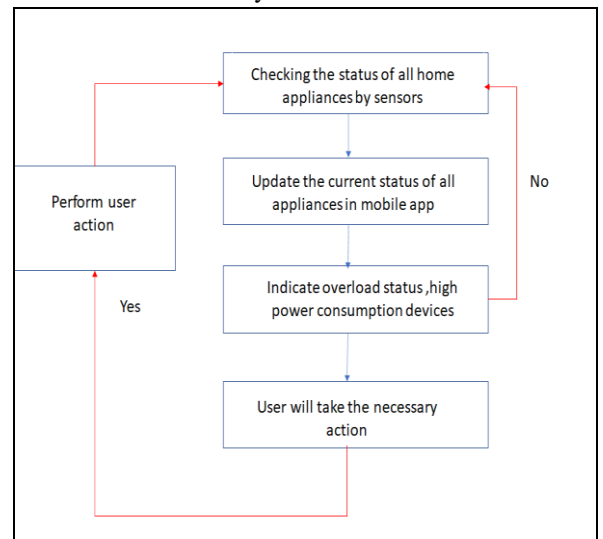 Checking the status of all home
appliances by sensors
Update the current status of all
appliances in mobile app
No
Perform user
action
Indicate overload status ,high
power consumption devices
Yes
User will take the necessary
action